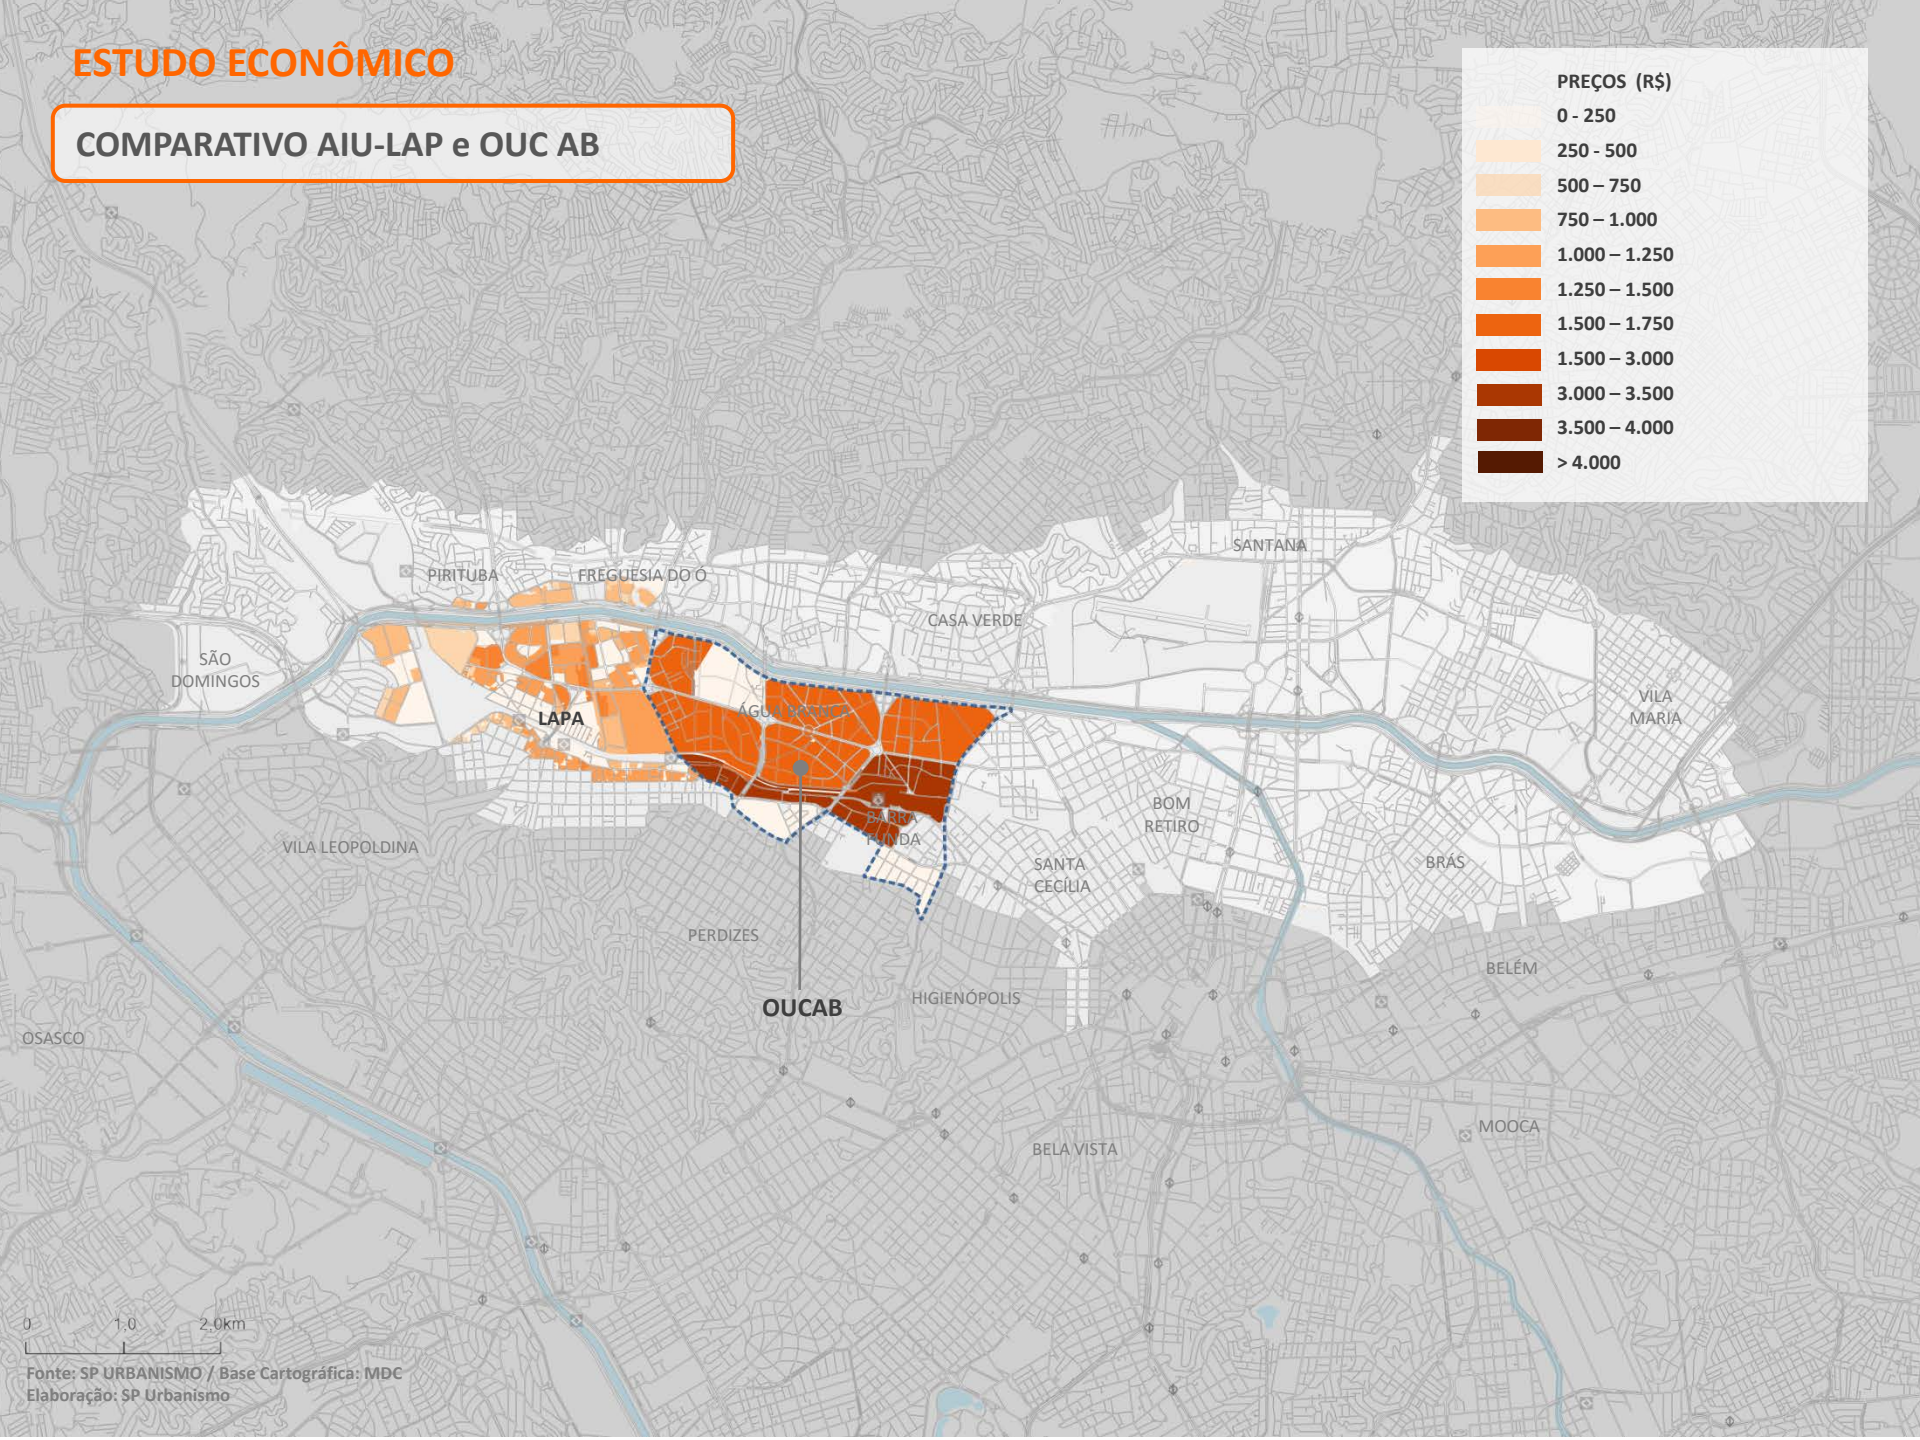 ESTUDO ECONÔMICO
COMPARATIVO AIU-LAP e OUC AB
PREÇOS (R$)
0 - 250
250 - 500
500 – 750
750 – 1.000
1.000 – 1.250
1.250 – 1.500
1.500 – 1.750
1.500 – 3.000
3.000 – 3.500
3.500 – 4.000
> 4.000
SANTANA
PIRITUBA
FREGUESIA DO Ó
CASA VERDE
SÃO
DOMINGOS
VILA
MARIA
LAPA
ÁGUA BRANCA
BOM
RETIRO
BARRA
FUNDA
VILA LEOPOLDINA
SANTA
CECÍLIA
BRÁS
PERDIZES
BELÉM
HIGIENÓPOLIS
OUCAB
OSASCO
MOOCA
BELA VISTA
0 1,0 2,0km
Fonte: SP URBANISMO / Base Cartográfica: MDC
Elaboração: SP Urbanismo